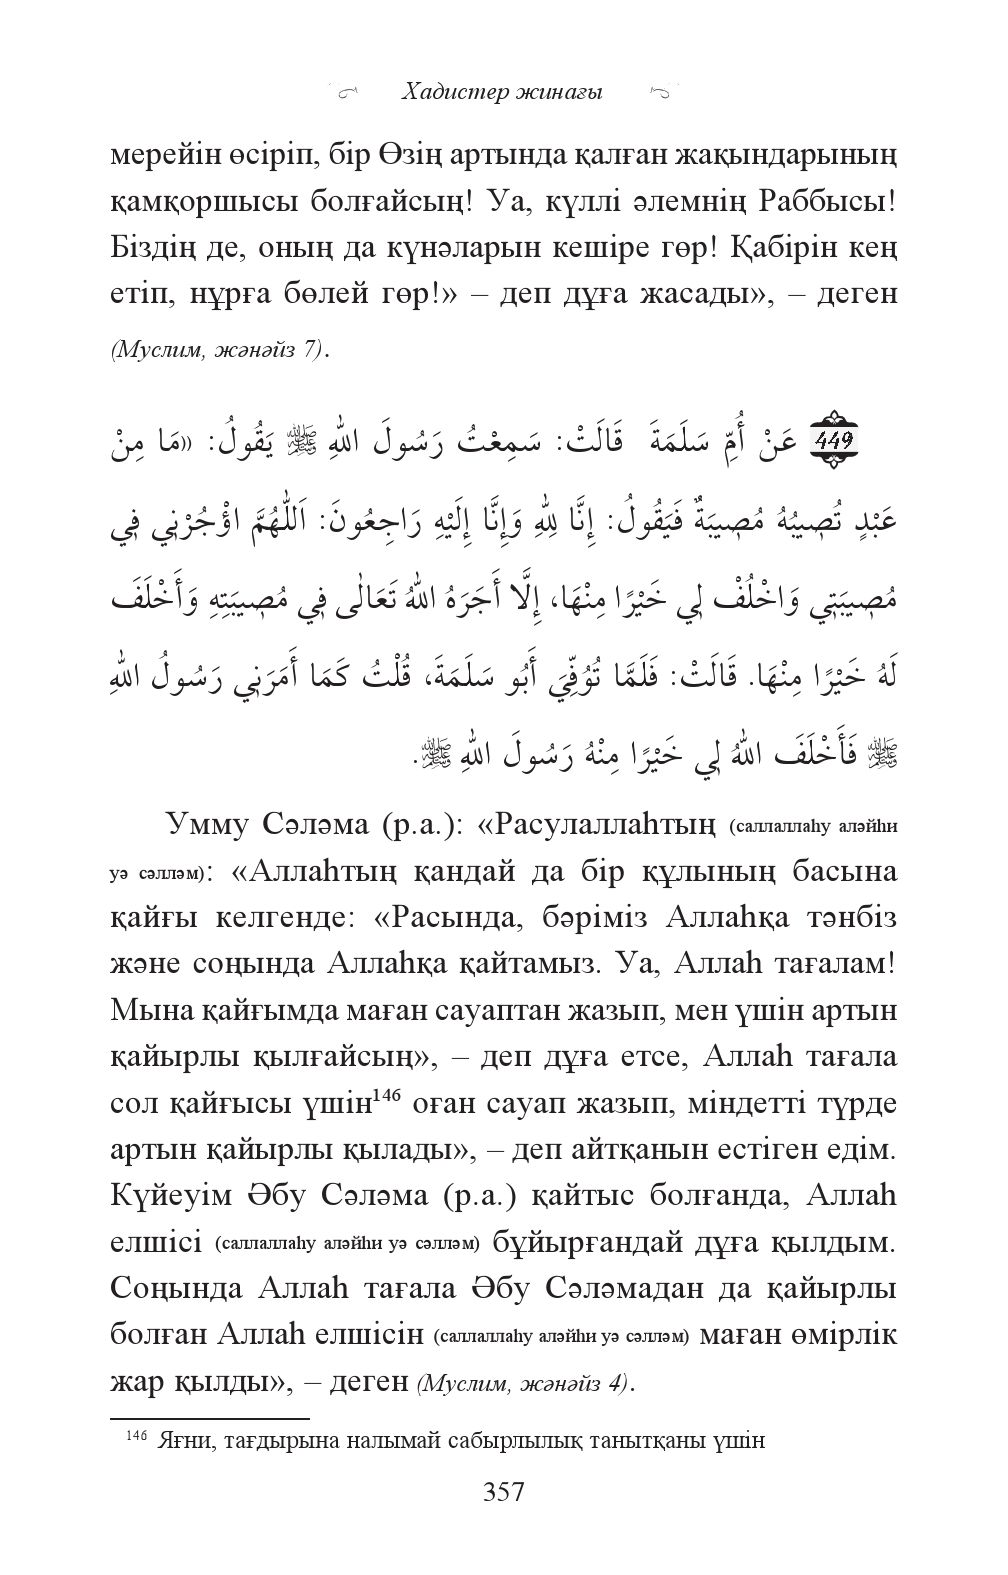 Хадистер жинағы
мерейін өсіріп, бір Өзің артында қалған жақындарының
қамқоршысы болғайсың! Уа, күллі әлемнің Раббысы!
Біздің де, оның да күнәларын кешіре гөр! Қабірін кең
етіп, нұрға бөлей гөр!» – деп дұға жасады», – деген
(Муслим, жәнәйз 7).
449 عَنْ أُمِّ سَلَمَةَ قَالَتْ: سَمِعْتُ رَسُولَ اللهِ ﷺ يَقُولُ: «مَا مِنْ
عَبْدٍ تُصِيبُهُ مُصِيبَةٌ فَيَقُولُ: إِنَّا لِلّٰهِ وَإِنَّا إِلَيْهِ رَاجِعُونَ: اَللّٰهُمَّ اؤْجُرْنِي فِي
مُصِيبَتِي وَاخْلُفْ لِي خَيْرًا مِنْهَا، إِلَّا أَجَرَهُ اللهُ تَعَالٰى فِي مُصِيبَتِهِ وَأَخْلَفَ
لَهُ خَيْرًا مِنْهَا. قَالَتْ: فَلَمَّا تُوُفِّيَ أَبُو سَلَمَةَ، قُلْتُ كَمَا أَمَرَنِي رَسُولُ اللهِ
ﷺ فَأَخْلَفَ اللهُ لِي خَيْرًا مِنْهُ رَسُولَ اللهِ ﷺ.
Умму Сәләма (р.а.): «Расулаллаһтың (саллаллаһу аләйһи
уә сәлләм): «Аллаһтың қандай да бір құлының басына
қайғы келгенде: «Расында, бәріміз Аллаһқа тәнбіз
және соңында Аллаһқа қайтамыз. Уа, Аллаһ тағалам!
Мына қайғымда маған сауаптан жазып, мен үшін артын
қайырлы қылғайсың», – деп дұға етсе, Аллаһ тағала
сол қайғысы үшін¹⁴⁶ оған сауап жазып, міндетті түрде
артын қайырлы қылады», – деп айтқанын естіген едім.
Күйеуім Әбу Сәләма (р.а.) қайтыс болғанда, Аллаһ
елшісі (саллаллаһу аләйһи уә сәлләм) бұйырғандай дұға қылдым.
Соңында Аллаһ тағала Әбу Сәләмадан да қайырлы
болған Аллаһ елшісін (саллаллаһу аләйһи уә сәлләм) маған өмірлік
жар қылды», – деген (Муслим, жәнәйз 4).
¹⁴⁶ Яғни, тағдырына налымай сабырлылық танытқаны үшін
357